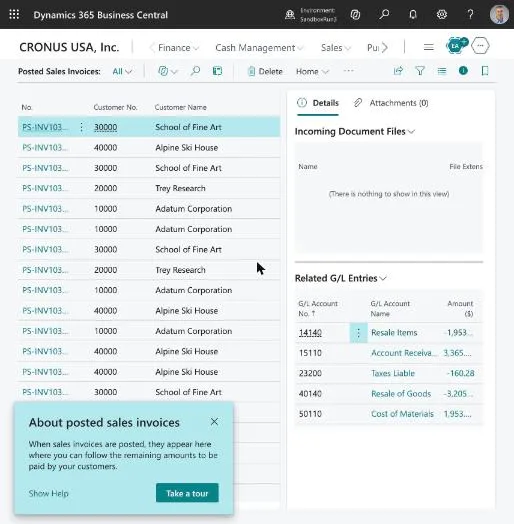 Dynamics 365 Business Central
Environment:
SandboxRun3
CRONUS USA, Inc.
Finance
Cash Management
Sales
Pu
EA
Posted Sales Invoices:
All
Delete
Home
No.
Customer No.
Customer Name
PS-INV103... 30000 School of Fine Art
PS-INV103... 40000 Alpine Ski House
PS-INV103... 30000 School of Fine Art
PS-INV103... 20000 Trey Research
PS-INV103... 10000 Adatum Corporation
PS-INV103... 10000 Adatum Corporation
PS-INV103... 30000 School of Fine Art
PS-INV103... 20000 Trey Research
PS-INV103... 10000 Adatum Corporation
PS-INV103... 40000 Alpine Ski House
PS-INV103... 10000 Adatum Corporation
PS-INV103... 40000 Alpine Ski House
PS-INV103... 40000 Alpine Ski House
PS-INV103... 30000 School of Fine Art
About posted sales invoices
When sales invoices are posted, they appear here
where you can follow the remaining amounts to be
paid by your customers.
Show Help
Take a tour
Details
Attachments (0)
Incoming Document Files
Name
File Extens
(There is nothing to show in this view)
Related G/L Entries
G/L Account
No. ↑
G/L Account
Name
Amount
($)
14140 Resale Items -1,953...
15110 Account Receiva... 3,365....
23200 Taxes Liable -160.28
40140 Resale of Goods -3,205...
50110 Cost of Materials 1,953....